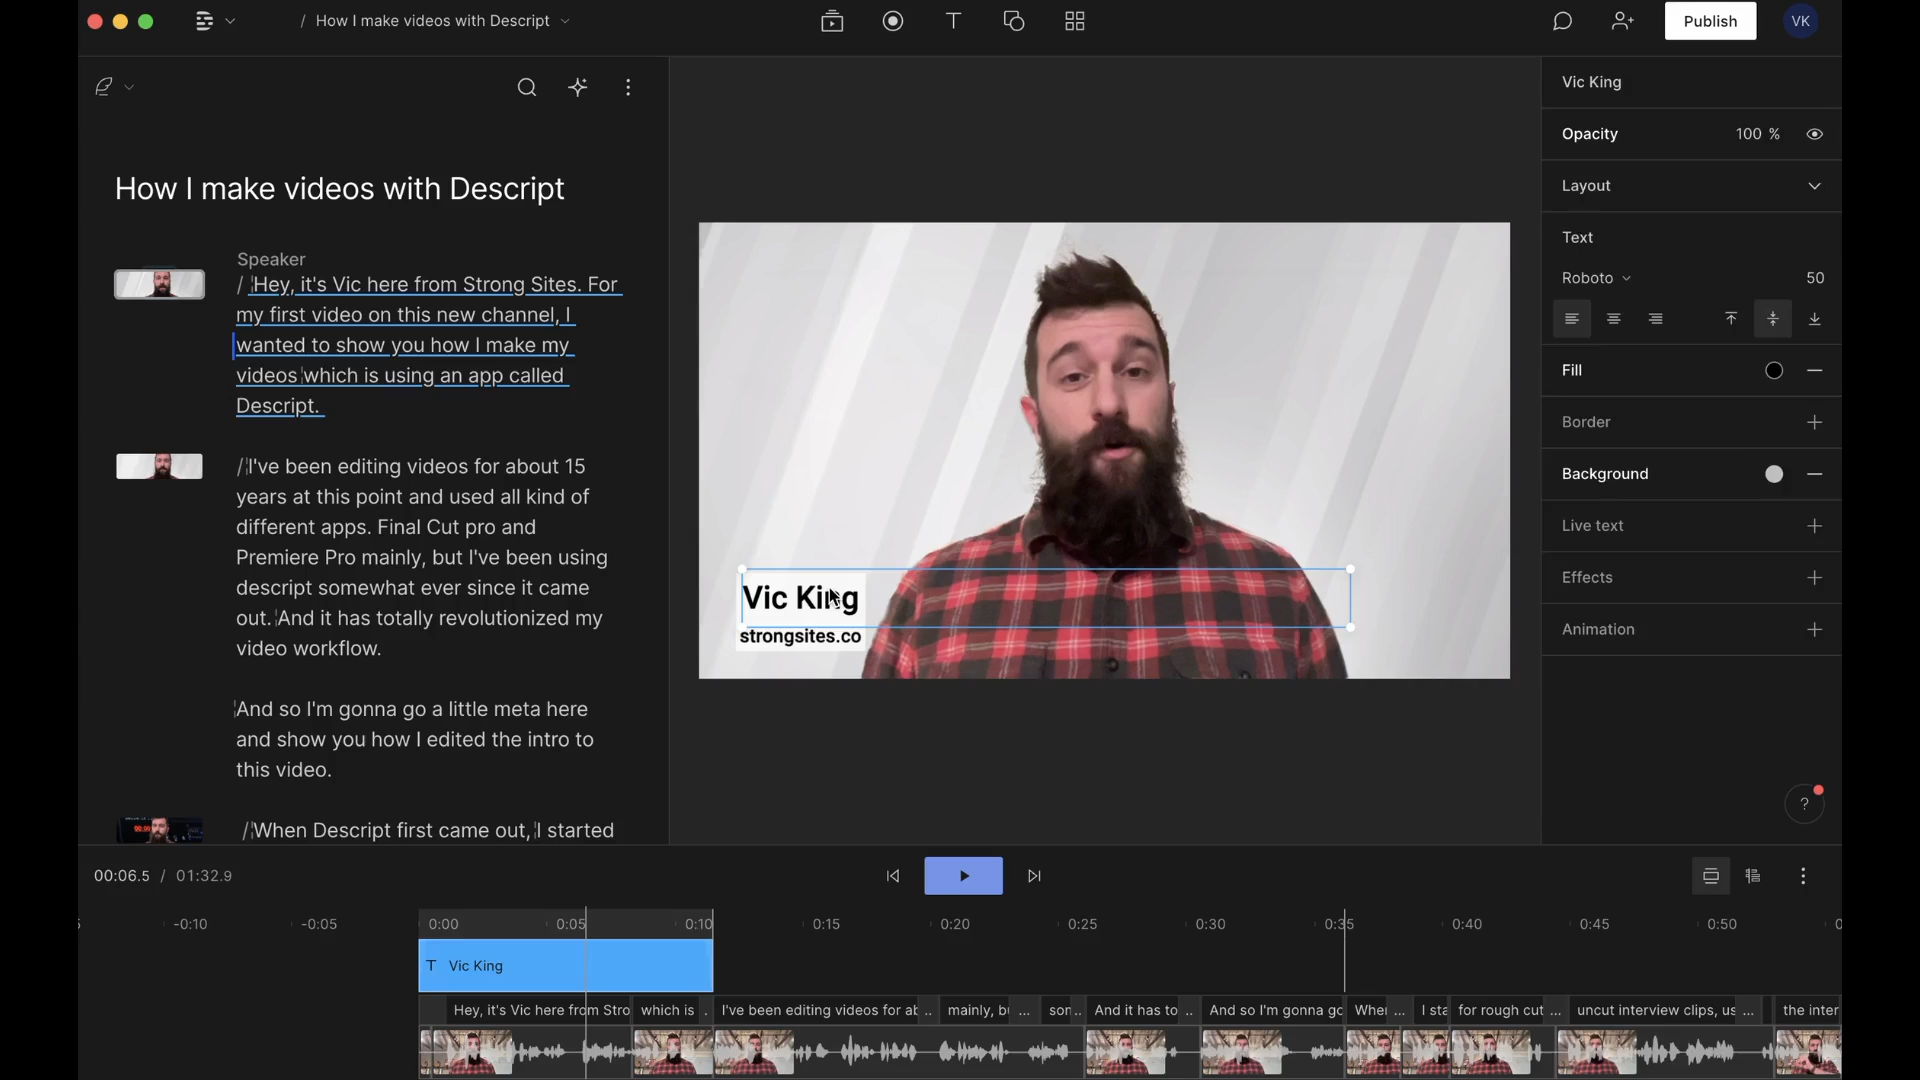 / How I make videos with Descript
Publish
VK
How I make videos with Descript
Speaker
/ Hey, it's Vic here from Strong Sites. For
my first video on this new channel, I
wanted to show you how I make my
videos which is using an app called
Descript.
/ I've been editing videos for about 15
years at this point and used all kind of
different apps. Final Cut pro and
Premiere Pro mainly, but I've been using
descript somewhat ever since it came
out. And it has totally revolutionized my
video workflow.
And so I'm gonna go a little meta here
and show you how I edited the intro to
this video.
/ When Descript first came out, I started
Vic King
strongsites.co
Vic King
Opacity
100 %
Layout
Text
Roboto
50
Fill
Border
Background
Live text
Effects
Animation
?
00:06.5 / 01:32.9
-0:10
-0:05
0:00
0:05
0:10
0:15
0:20
0:25
0:30
0:35
0:40
0:45
0:50
T Vic King
Hey, it's Vic here from Stro
which is .
I've been editing videos for ab ..
mainly, b ...
son..
And it has to ..
And so I'm gonna go
Whe ...
I sta
for rough cut ...
uncut interview clips, us ...
the inter